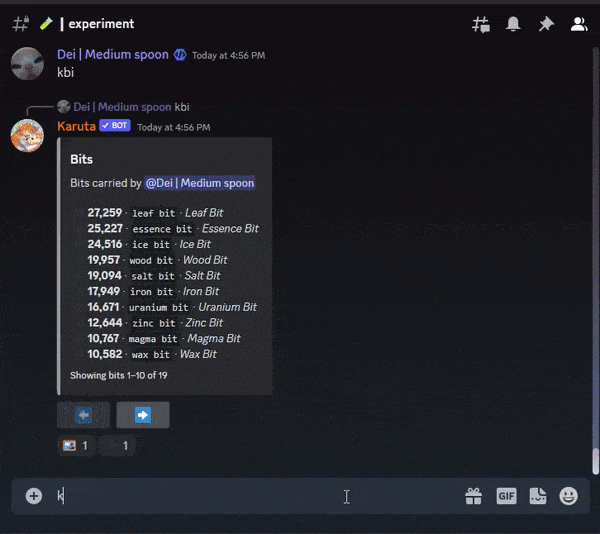 | experiment
Dei | Medium spoon Today at 4:56 PM
kbi
Dei | Medium spoon kbi
Karuta ✓ BOT Today at 4:56 PM
Bits
Bits carried by @Dei | Medium spoon
27,259 · leaf bit · Leaf Bit
25,227 · essence bit · Essence Bit
24,516 · ice bit · Ice Bit
19,957 · wood bit · Wood Bit
19,094 · salt bit · Salt Bit
17,949 · iron bit · Iron Bit
16,671 · uranium bit · Uranium Bit
12,644 · zinc bit · Zinc Bit
10,767 · magma bit · Magma Bit
10,582 · wax bit · Wax Bit
Showing bits 1–10 of 19
1 1
k
GIF